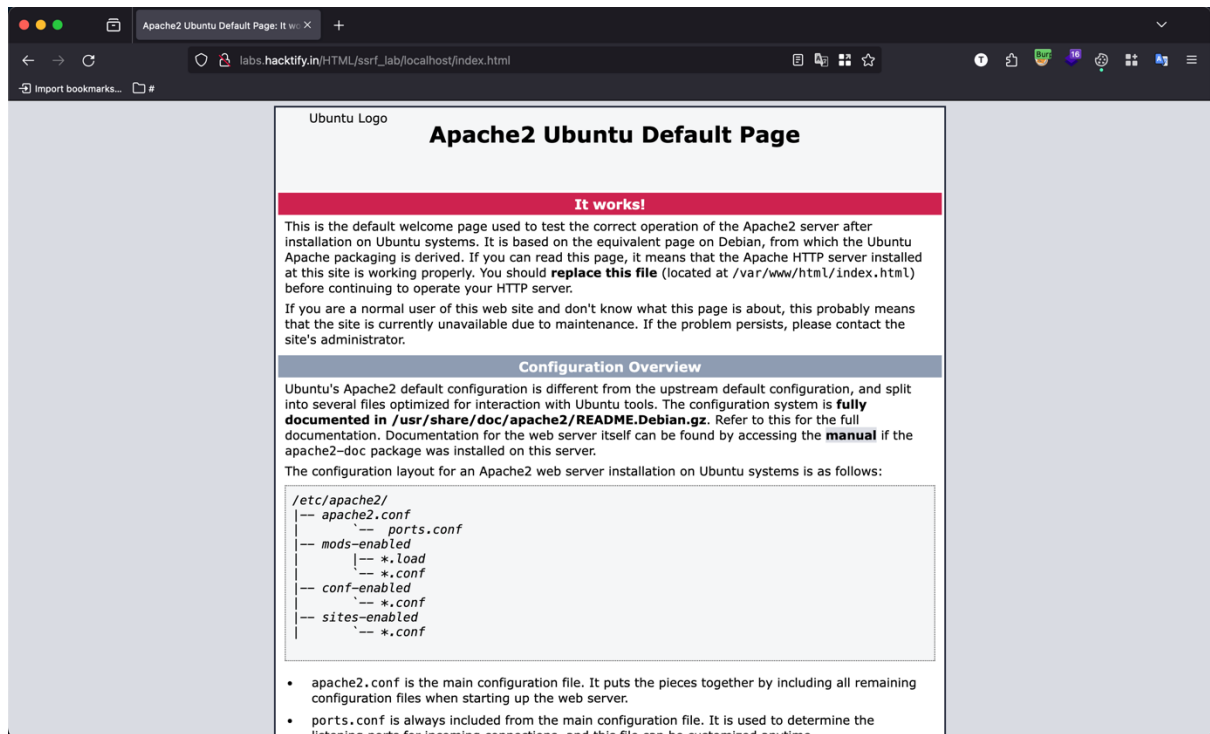 Apache2 Ubuntu Default Page: It wo
labs.hacktify.in/HTML/ssrf_lab/localhost/index.html
T
Burr
16
Import bookmarks...
#
Ubuntu Logo
Apache2 Ubuntu Default Page
It works!
This is the default welcome page used to test the correct operation of the Apache2 server after
installation on Ubuntu systems. It is based on the equivalent page on Debian, from which the Ubuntu
Apache packaging is derived. If you can read this page, it means that the Apache HTTP server installed
at this site is working properly. You should replace this file (located at /var/www/html/index.html)
before continuing to operate your HTTP server.
If you are a normal user of this web site and don't know what this page is about, this probably means
that the site is currently unavailable due to maintenance. If the problem persists, please contact the
site's administrator.
Configuration Overview
Ubuntu's Apache2 default configuration is different from the upstream default configuration, and split
into several files optimized for interaction with Ubuntu tools. The configuration system is fully
documented in /usr/share/doc/apache2/README.Debian.gz. Refer to this for the full
documentation. Documentation for the web server itself can be found by accessing the manual if the
apache2-doc package was installed on this server.
The configuration layout for an Apache2 web server installation on Ubuntu systems is as follows:
/etc/apache2/
|-- apache2.conf
|       `--  ports.conf
|-- mods-enabled
|       |-- *.load
|       `-- *.conf
|-- conf-enabled
|       `-- *.conf
|-- sites-enabled
|       `-- *.conf
• apache2.conf is the main configuration file. It puts the pieces together by including all remaining
configuration files when starting up the web server.
• ports.conf is always included from the main configuration file. It is used to determine the
listening ports for incoming connections, and this file can be customized anytime.